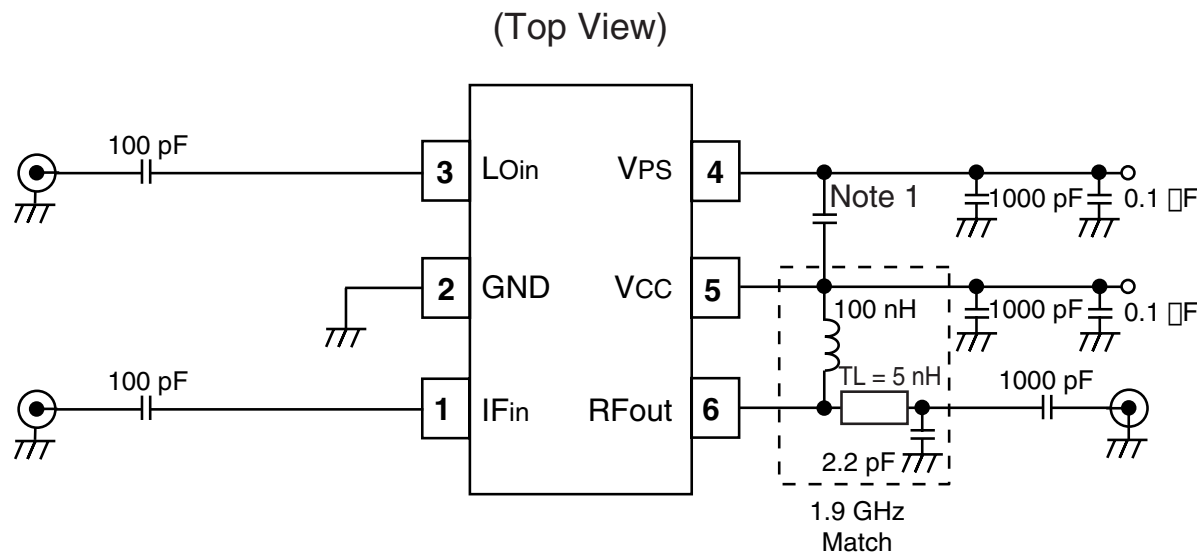 (Top View)
100 pF
3
LOin
VPS
4
Note 1
1000 pF
0.1 □F
2
GND
VCC
5
100 nH
1000 pF
0.1 □F
100 pF
1
IFin
RFout
6
TL = 5 nH
1000 pF
2.2 pF
1.9 GHz
Match